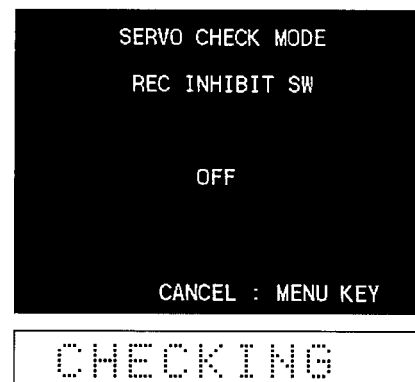 SERVO CHECK MODE
REC INHIBIT SW
OFF
CANCEL : MENU KEY
CHECKING